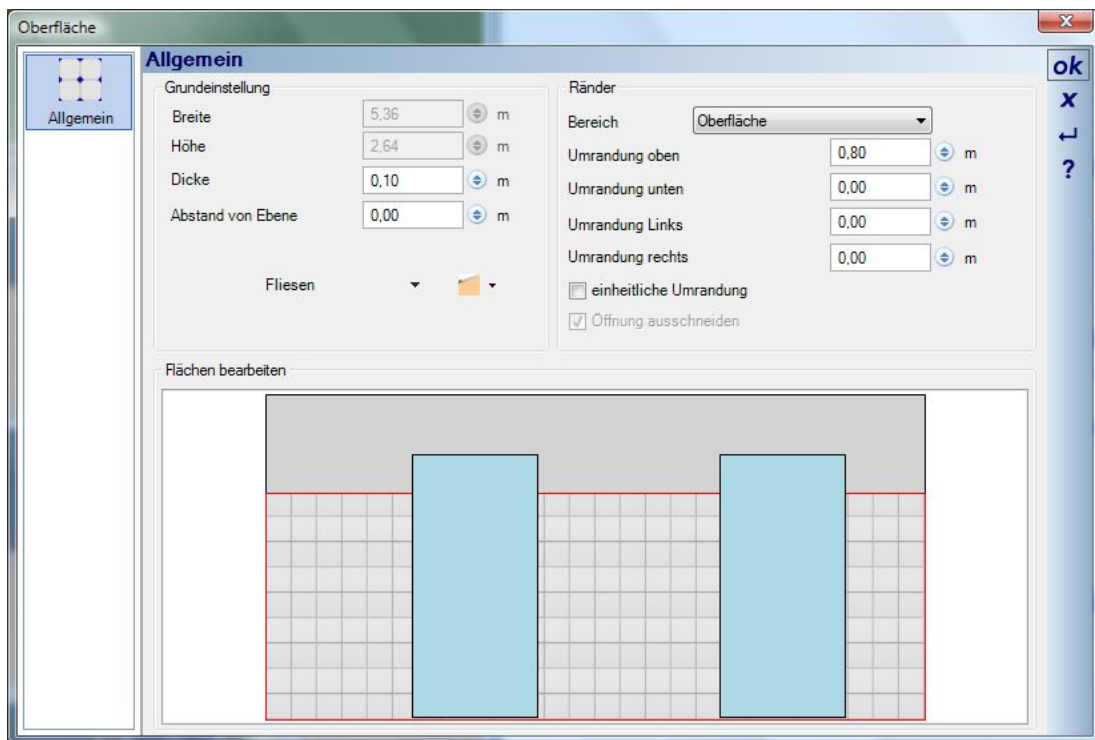 Oberfläche
Allgemein
Allgemein
Grundeinstellung
Breite 5,36 m
Höhe 2,64 m
Dicke 0,10 m
Abstand von Ebene 0,00 m
Fliesen
Ränder
Bereich Oberfläche
Umrandung oben 0,80 m
Umrandung unten 0,00 m
Umrandung Links 0,00 m
Umrandung rechts 0,00 m
einheitliche Umrandung
Öffnung ausschneiden
Flächen bearbeiten
ok
x
?